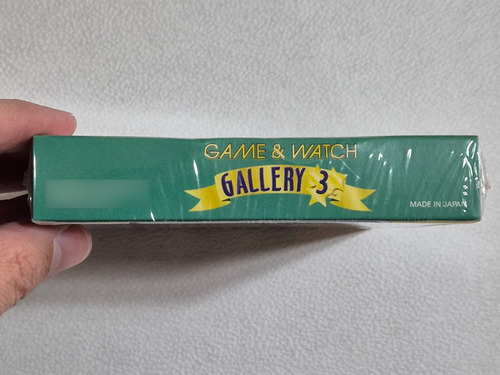 GAME & WATCH
GALLERY 3
MADE IN JAPAN